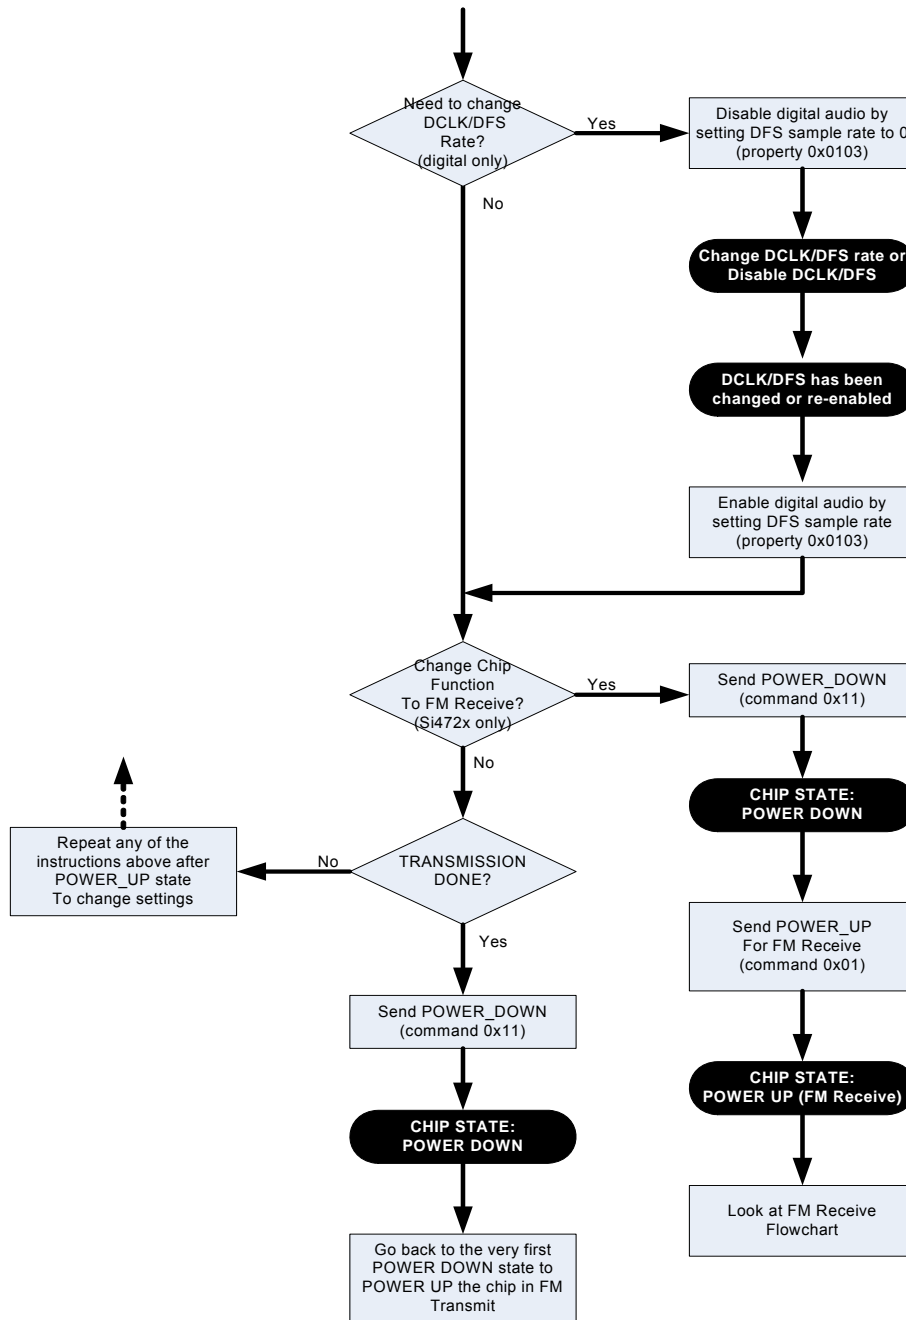 Need to change
DCLK/DFS
Rate?
(digital only)
Yes
No
Disable digital audio by
setting DFS sample rate to 0
(property 0x0103)
Change DCLK/DFS rate or
Disable DCLK/DFS
DCLK/DFS has been
changed or re-enabled
Enable digital audio by
setting DFS sample rate
(property 0x0103)
Change Chip
Function
To FM Receive?
(Si472x only)
Yes
No
Send POWER_DOWN
(command 0x11)
CHIP STATE:
POWER DOWN
Send POWER_UP
For FM Receive
(command 0x01)
CHIP STATE:
POWER UP (FM Receive)
Look at FM Receive
Flowchart
TRANSMISSION
DONE?
No
Repeat any of the
instructions above after
POWER_UP state
To change settings
Yes
Send POWER_DOWN
(command 0x11)
CHIP STATE:
POWER DOWN
Go back to the very first
POWER DOWN state to
POWER UP the chip in FM
Transmit